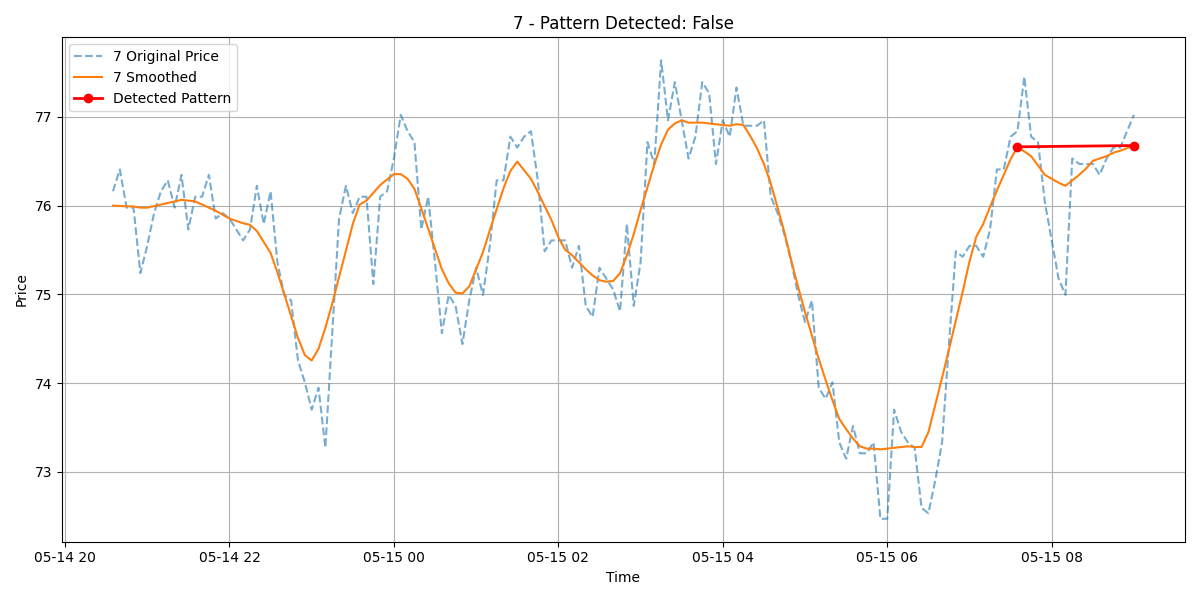 7 - Pattern Detected: False
7 Original Price
7 Smoothed
Detected Pattern
Price
77
76
75
74
73
05-14 20
05-14 22
05-15 00
05-15 02
05-15 04
05-15 06
05-15 08
Time